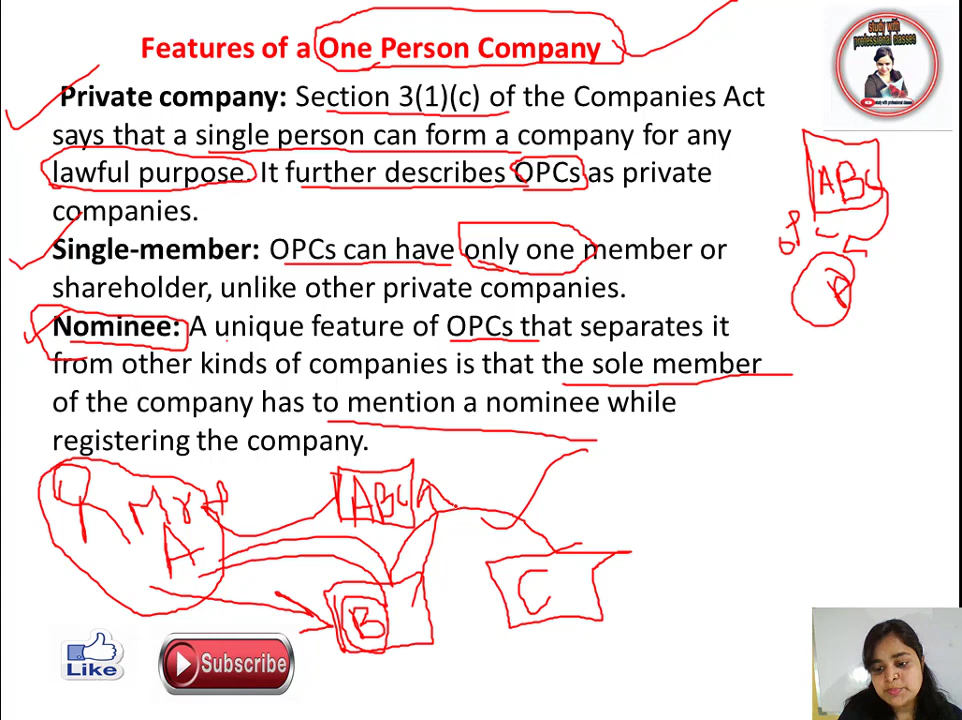 Features of a One Person Company
study with
professional classes
Private company: Section 3(1)(c) of the Companies Act
says that a single person can form a company for any
lawful purpose. It further describes OPCs as private
companies.
ABC
Single-member: OPCs can have only one member or
shareholder, unlike other private companies.
Nominee: A unique feature of OPCs that separates it
from other kinds of companies is that the sole member
of the company has to mention a nominee while
registering the company.
ABC
A
B
C
Like
Subscribe